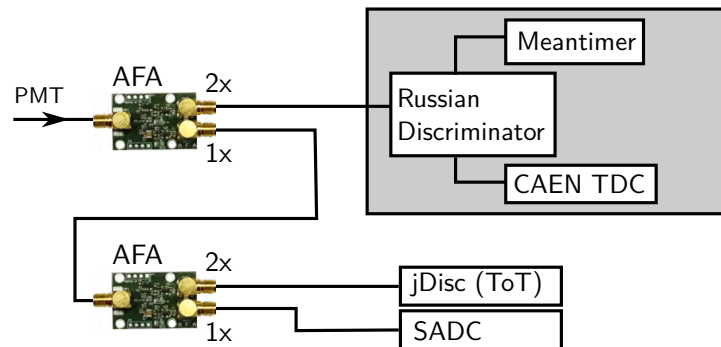 Meantimer
AFA
2x
PMT
Russian
Discriminator
1x
CAEN TDC
AFA
2x
jDisc (ToT)
1x
SADC